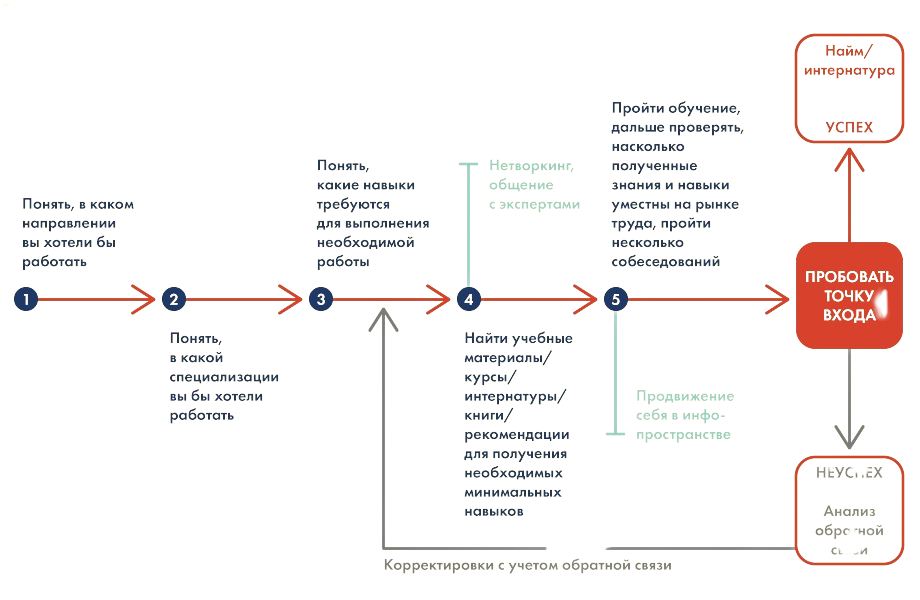 Найм/
интернатура
УСПЕХ
Понять, в каком
направлении
вы хотели бы
работать
1
Понять,
в какой
специализации
вы бы хотели
работать
2
Понять,
какие навыки
требуются
для выполнения
необходимой
работы
3
Нетворкинг,
общение
с экспертами
4
Найти учебные
материалы/
курсы/
интернатуры/
книги/
рекомендации
для получения
необходимых
минимальных
навыков
Пройти обучение,
дальше проверять,
насколько
полученные
знания и навыки
уместны на рынке
труда, пройти
несколько
собеседований
5
Продвижение
себя в инфо-
пространстве
ПРОБОВАТЬ
ТОЧКУ
ВХОДА
НЕУСПЕХ
Анализ
обратной
Корректировки с учетом обратной связи